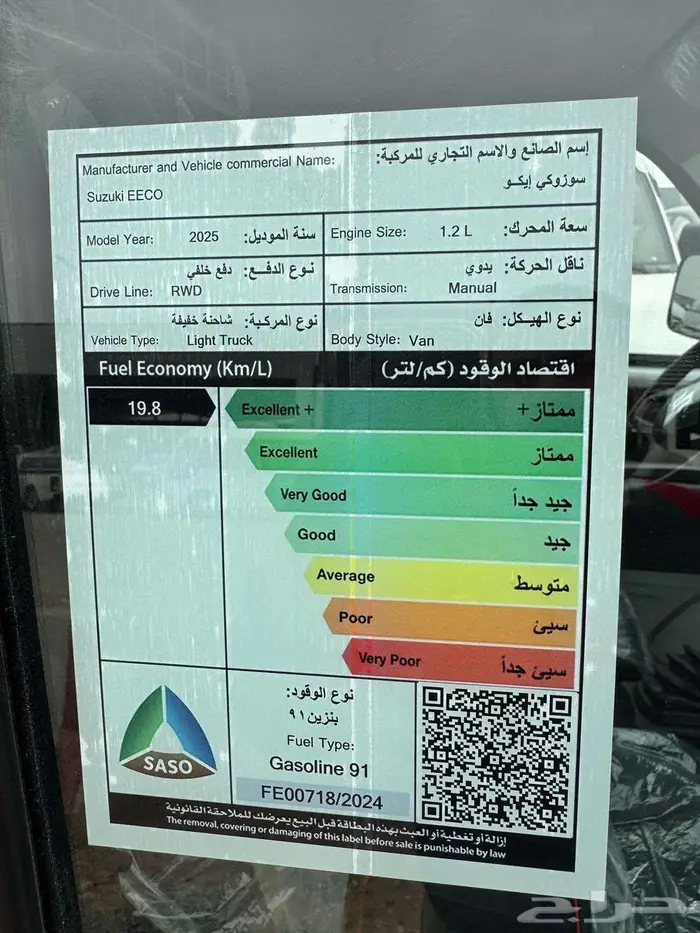 Manufacturer and Vehicle commercial Name: إسم الصانع والاسم التجاري للمركبة:
Suzuki EECO سوزوكي إيكو
Model Year: 2025 سنة الموديل: Engine Size: 1.2 L سعة المحرك:
نوع الدفع: دفع خلفي ناقل الحركة: يدوي
Drive Line: RWD Transmission: Manual
نوع المركبة: شاحنة خفيفة نوع الهيكل: فان
Vehicle Type: Light Truck Body Style: Van
Fuel Economy (Km/L) اقتصاد الوقود (كم/لتر)
19.8 Excellent + ممتاز+
Excellent ممتاز
Very Good جيد جداً
Good جيد
Average متوسط
Poor سيئ
Very Poor سيئ جداً
نوع الوقود:
بنزين ٩١
Fuel Type:
Gasoline 91
SASO
FE00718/2024
إزالة أو تغطية أو العبث بهذه البطاقة قبل البيع يعرضك للملاحقة القانونية
The removal, covering or damaging of this label before sale is punishable by law
حراج